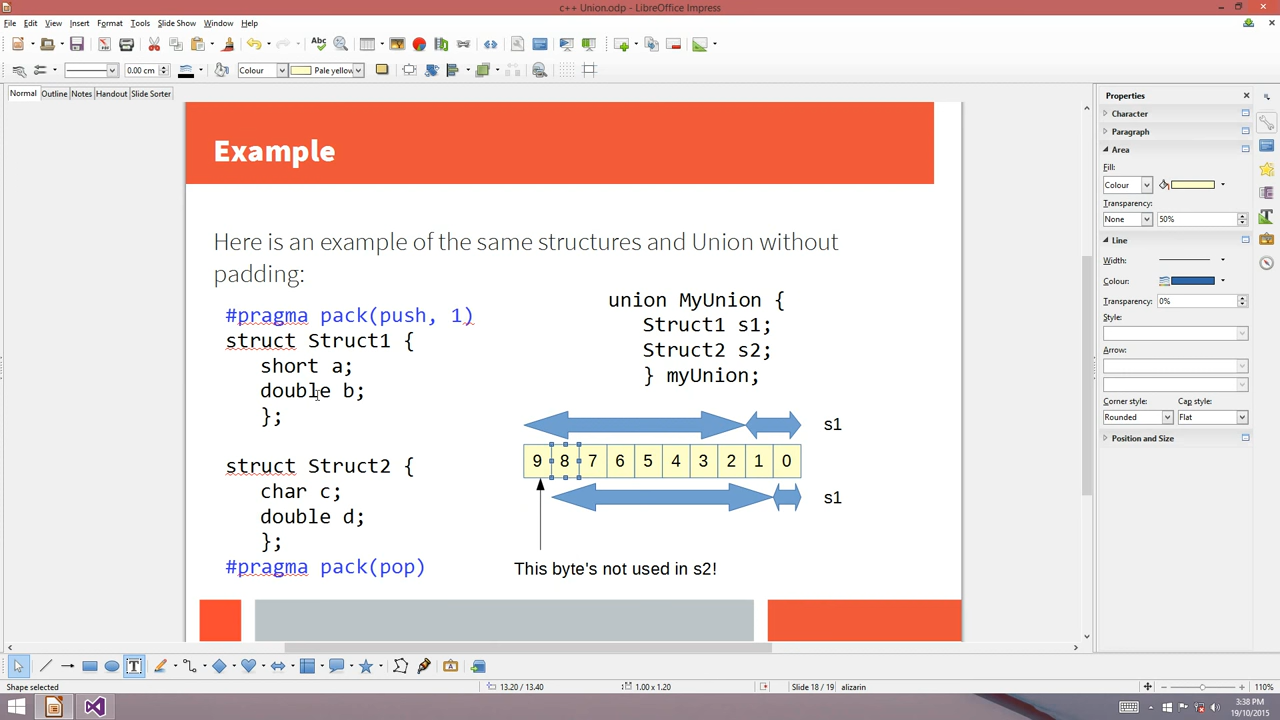 c++ Union.odp - LibreOffice Impress
File Edit View Insert Format Tools Slide Show Window Help
0.00 cm Colour Pale yellow
Normal Outline Notes Handout Slide Sorter
Example
Here is an example of the same structures and Union without
padding:
#pragma pack(push, 1)
struct Struct1 {
short a;
double b;
};
struct Struct2 {
char c;
double d;
};
#pragma pack(pop)
union MyUnion {
Struct1 s1;
Struct2 s2;
} myUnion;
s1
9 8 7 6 5 4 3 2 1 0
s1
This byte's not used in s2!
Properties
Character
Paragraph
Area
Fill:
Colour
Transparency:
None 50%
Line
Width:
Colour:
Transparency: 0%
Style:
Arrow:
Corner style: Cap style:
Rounded Flat
Position and Size
Shape selected 13.20 / 13.40 1.00 x 1.20 Slide 18 / 19 alizarin 110%
3:38 PM
19/10/2015